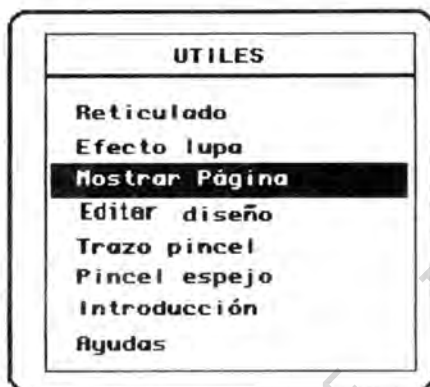 UTILES
Reticulado
Efecto lupa
Mostrar Página
Editar diseño
Trazo pincel
Pincel espejo
Introducción
Ayudas